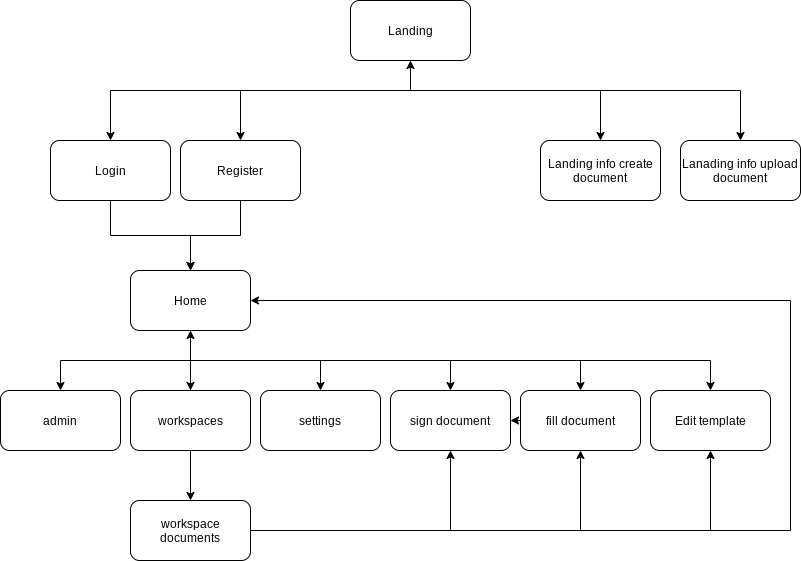 Landing
Login
Register
Landing info create
document
Lanading info upload
document
Home
admin
workspaces
settings
sign document
fill document
Edit template
workspace
documents